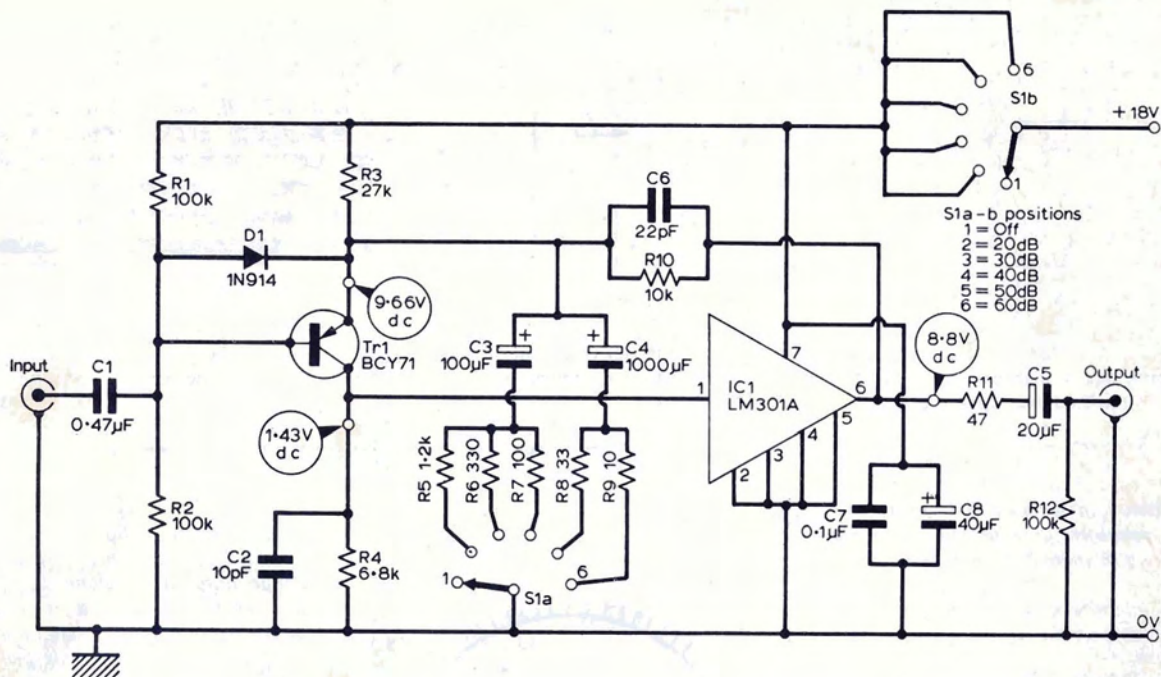 6
S1b
+18V
1
S1a-b positions
1 = Off
2 = 20dB
3 = 30dB
4 = 40dB
5 = 50dB
6 = 60dB
R1
100k
R3
27k
D1
1N914
C6
22pF
R10
10k
9·66V
dc
Tr1
BCY71
C3
100µF
C4
1000µF
8·8V
dc
Input
C1
0·47µF
1
7
IC1
LM301A
6
5
4
3
2
R11
47
C5
20µF
Output
1·43V
dc
R5 1·2k
R6 330
R7 100
R8 33
R9 10
R2
100k
C2
10pF
R4
6·8k
1
6
S1a
C7
0·1µF
C8
40µF
R12
100k
0V